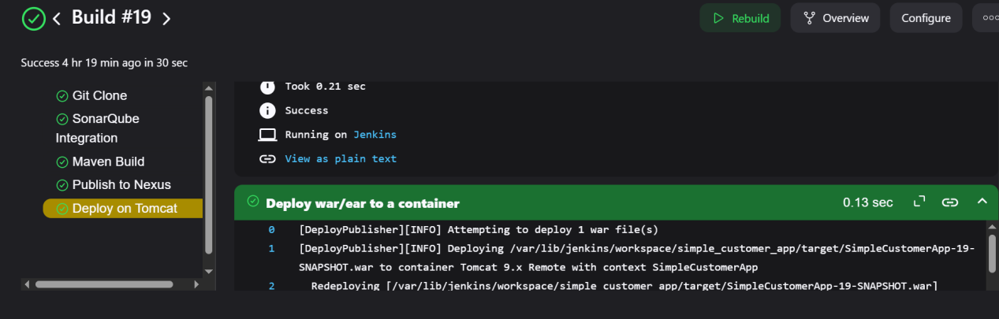 Build #19
Rebuild
Overview
Configure
Success 4 hr 19 min ago in 30 sec
Git Clone
SonarQube
Integration
Maven Build
Publish to Nexus
Deploy on Tomcat
Took 0.21 sec
Success
Running on Jenkins
View as plain text
Deploy war/ear to a container
0.13 sec
0 [DeployPublisher][INFO] Attempting to deploy 1 war file(s)
1 [DeployPublisher][INFO] Deploying /var/lib/jenkins/workspace/simple_customer_app/target/SimpleCustomerApp-19-
SNAPSHOT.war to container Tomcat 9.x Remote with context SimpleCustomerApp
2 Redeploying [/var/lib/jenkins/workspace/simple_customer_app/target/SimpleCustomerApp-19-SNAPSHOT.war]